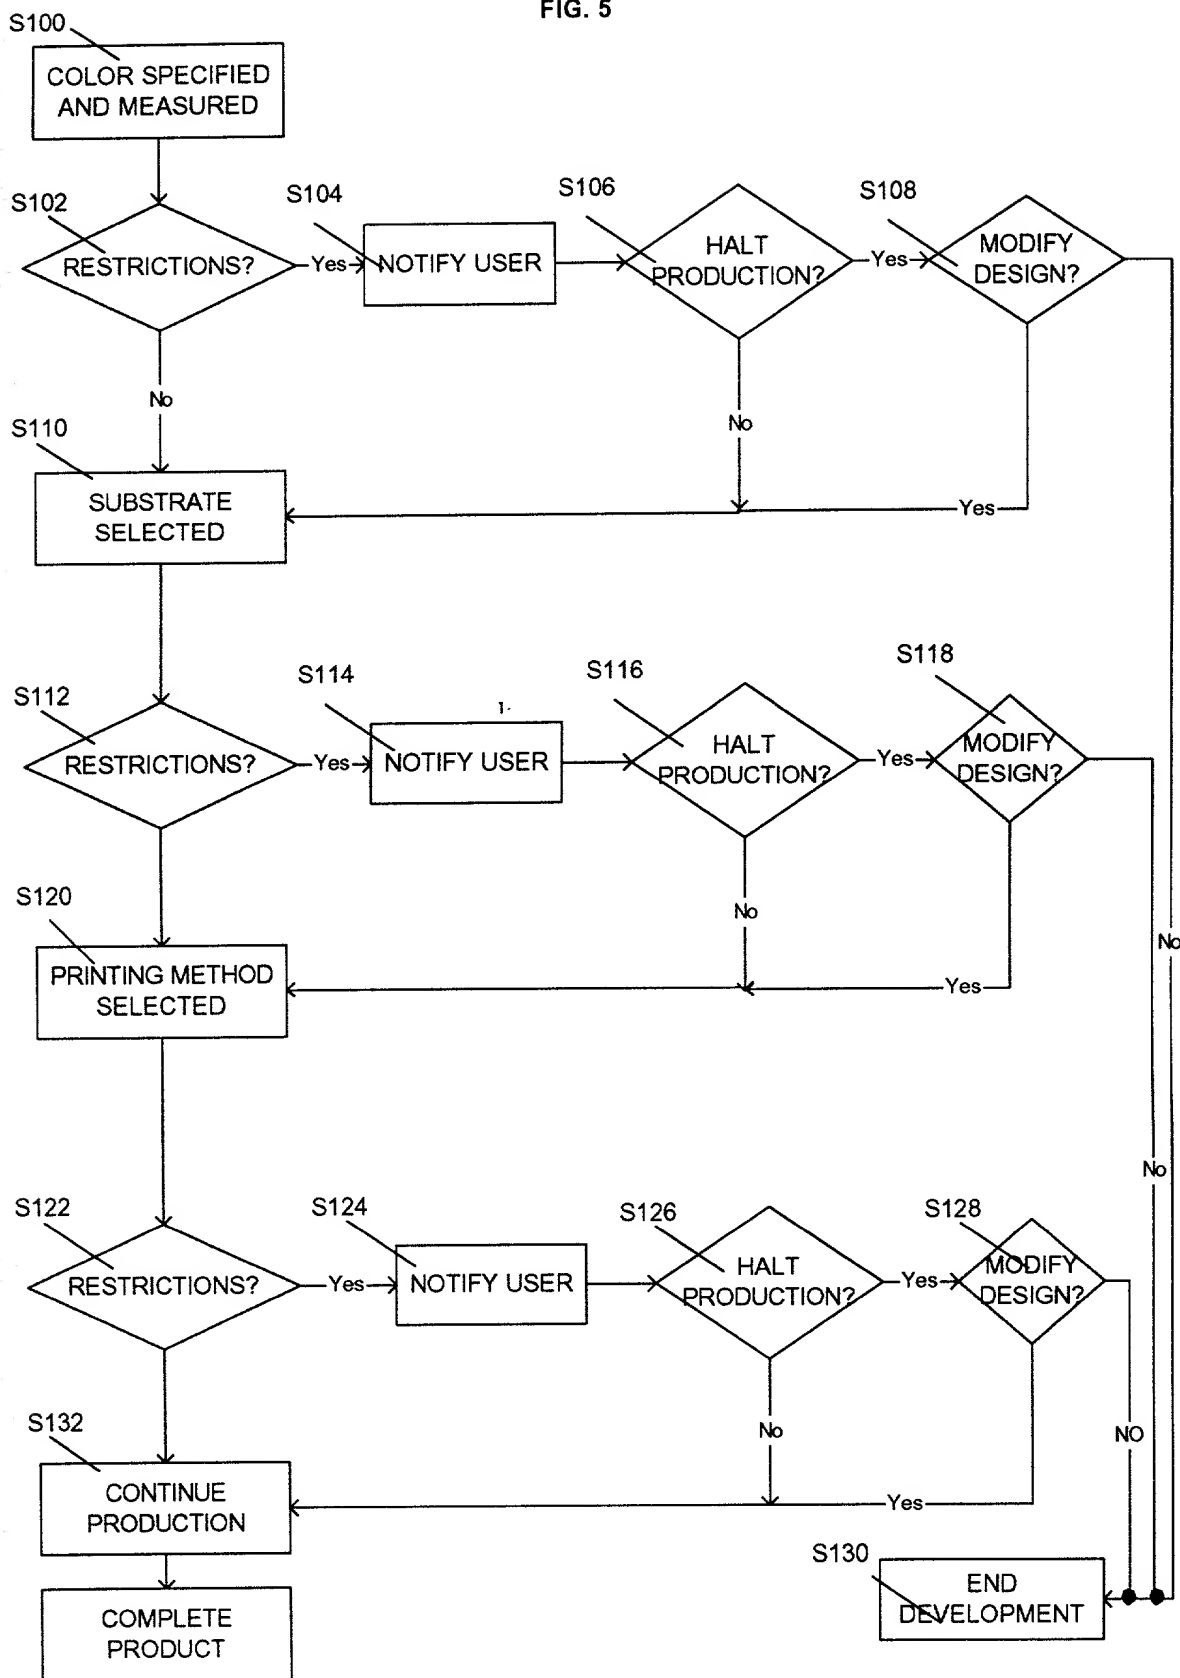 FIG. 5
S100
COLOR SPECIFIED
AND MEASURED
S102
RESTRICTIONS?
Yes
S104
NOTIFY USER
S106
HALT
PRODUCTION?
Yes
S108
MODIFY
DESIGN?
No
No
Yes
No
S110
SUBSTRATE
SELECTED
S112
RESTRICTIONS?
Yes
S114
NOTIFY USER
S116
HALT
PRODUCTION?
Yes
S118
MODIFY
DESIGN?
No
Yes
No
S120
PRINTING METHOD
SELECTED
S122
RESTRICTIONS?
Yes
S124
NOTIFY USER
S126
HALT
PRODUCTION?
Yes
S128
MODIFY
DESIGN?
No
Yes
NO
S132
CONTINUE
PRODUCTION
S130
END
DEVELOPMENT
COMPLETE
PRODUCT